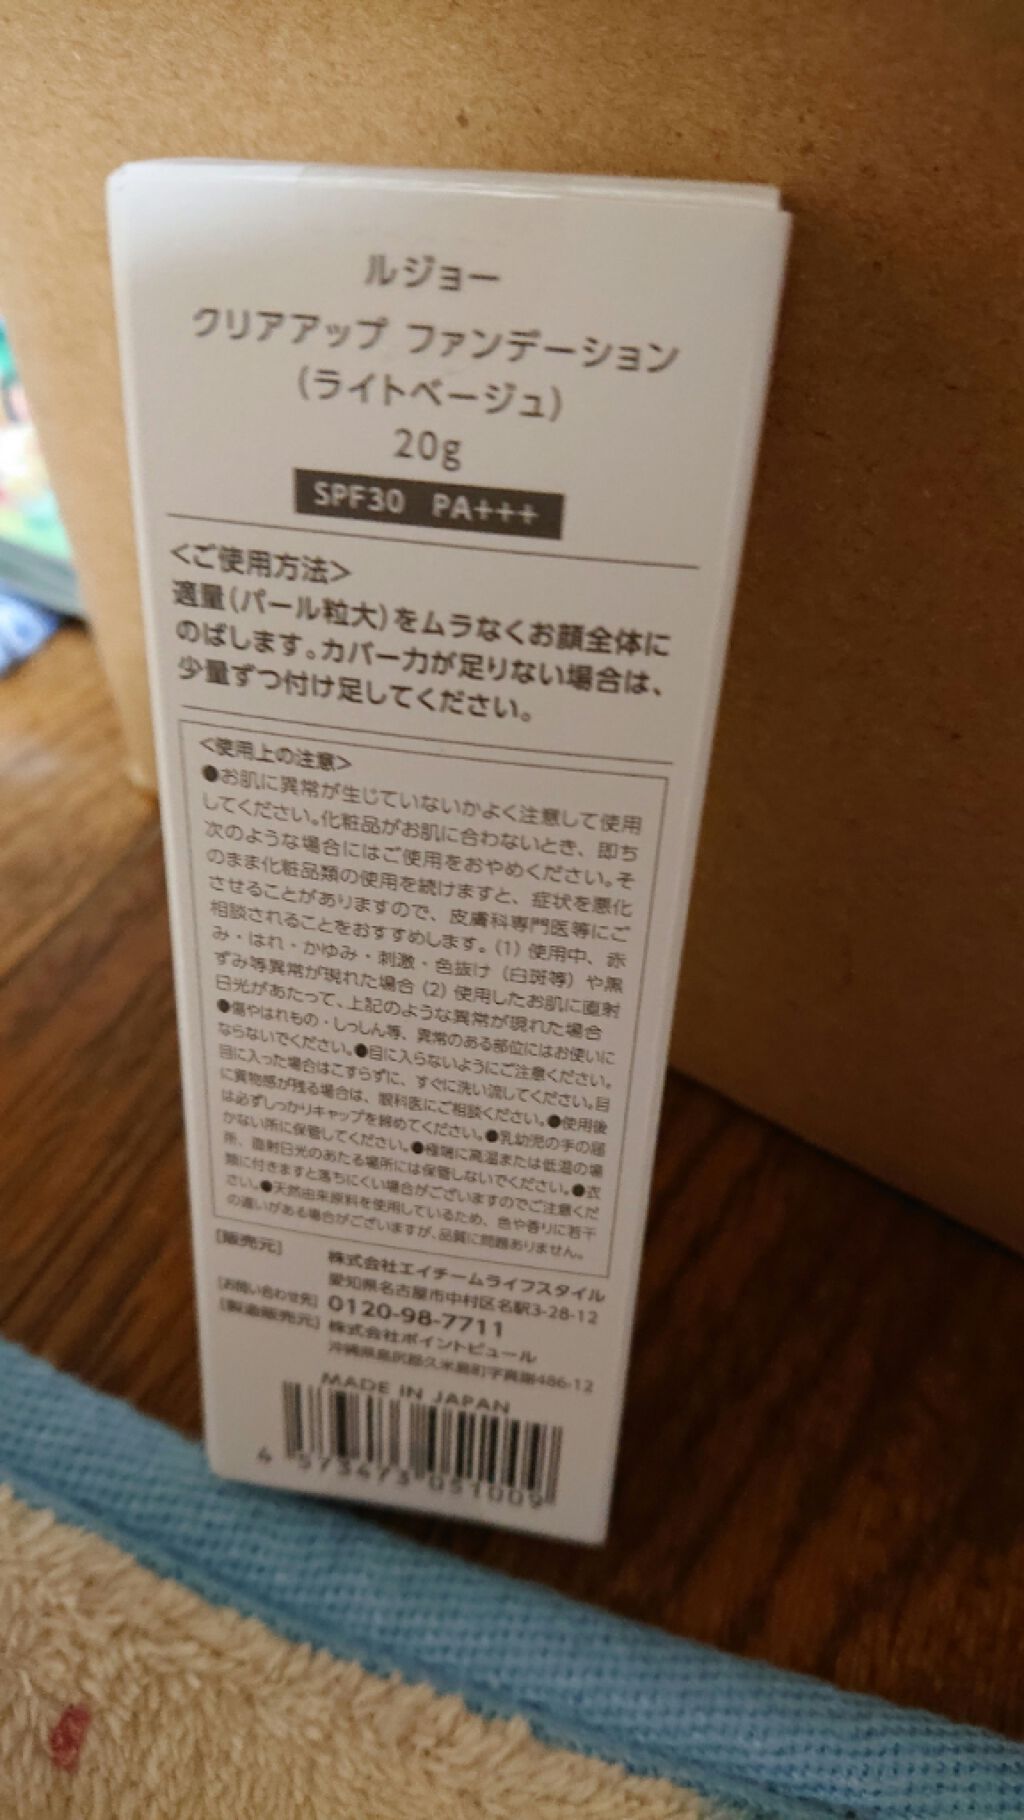 ルジョー
クリアアップ ファンデーション
(ライトベージュ)
20g
SPF30 PA+++
<ご使用方法>
適量(パール粒大)をムラなくお顔全体に
のばします。カバー力が足りない場合は、
少量ずつ付け足してください。
<使用上の注意>
●お肌に異常が生じていないかよく注意して使用
してください。化粧品がお肌に合わないとき、即ち
次のような場合にはご使用をおやめください。そ
のまま化粧品類の使用を続けますと、症状を悪化
させることがありますので、皮膚科専門医等にご
相談されることをおすすめします。(1) 使用中、赤
み・はれ・かゆみ・刺激・色抜け (白斑等) や黒
ずみ等異常が現れた場合 (2) 使用したお肌に直射
日光があたって、上記のような異常が現れた場合
●傷やはれもの・しっしん等、異常のある部位にはお使いに
ならないでください。●目に入らないようにご注意ください。
目に入った場合はこすらずに、すぐに洗い流してください。目
に異物感が残る場合は、眼科医にご相談ください。●使用後
は必ずしっかりキャップを締めてください。●乳幼児の手の届
かない所に保管してください。●極端に高温または低温の場
所、直射日光のあたる場所には保管しないでください。●衣
類に付きますと落ちにくい場合がございますのでご注意くだ
さい。●天然由来原料を使用しているため、色や香りに若干
の違いがある場合がございますが、品質に問題ありません。
[販売元] 株式会社エイチームライフスタイル
愛知県名古屋市中村区名駅3-28-12
[お問い合わせ先] 0120-98-7711
[製造販売元] 株式会社ポイントピュール
沖縄県島尻郡久米島町字真謝486-12
MADE IN JAPAN
4 573473 051009